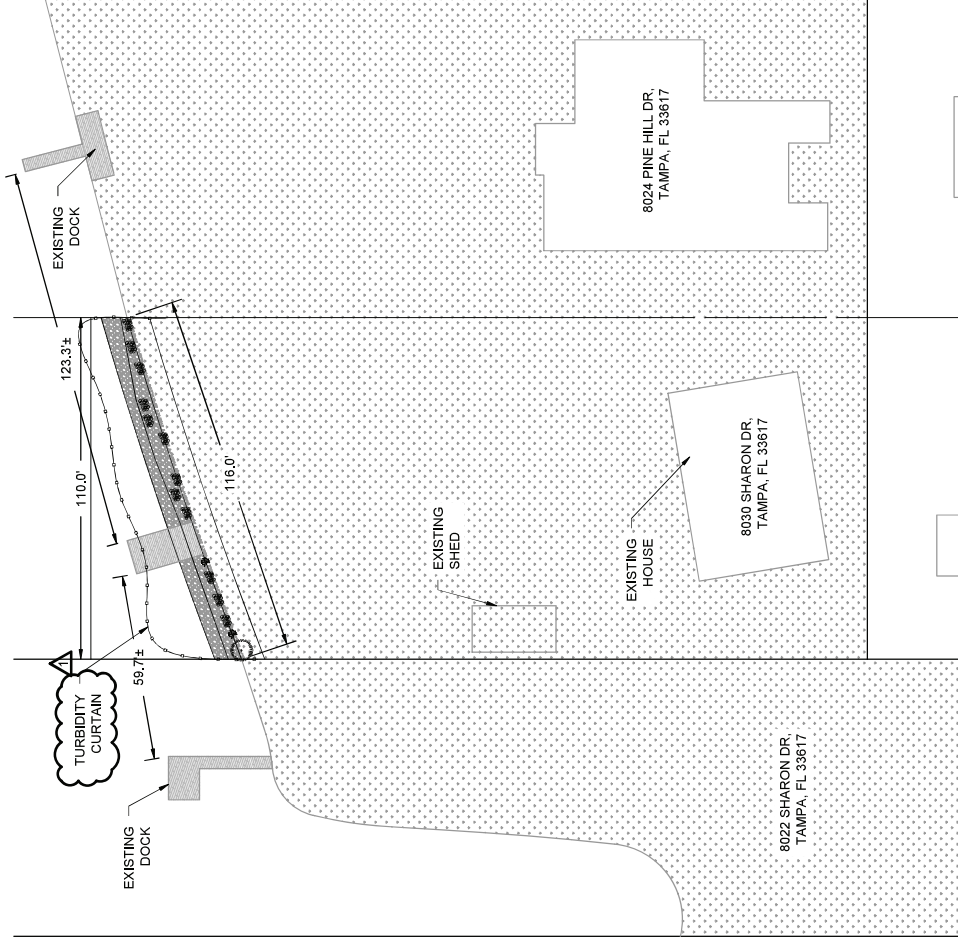 EXISTING
DOCK
8024 PINE HILL DR,
TAMPA, FL 33617
123.3'±
110.0'
116.0'
EXISTING
SHED
EXISTING
HOUSE
8030 SHARON DR,
TAMPA, FL 33617
1
TURBIDITY
CURTAIN
59.7'±
EXISTING
DOCK
8022 SHARON DR,
TAMPA, FL 33617